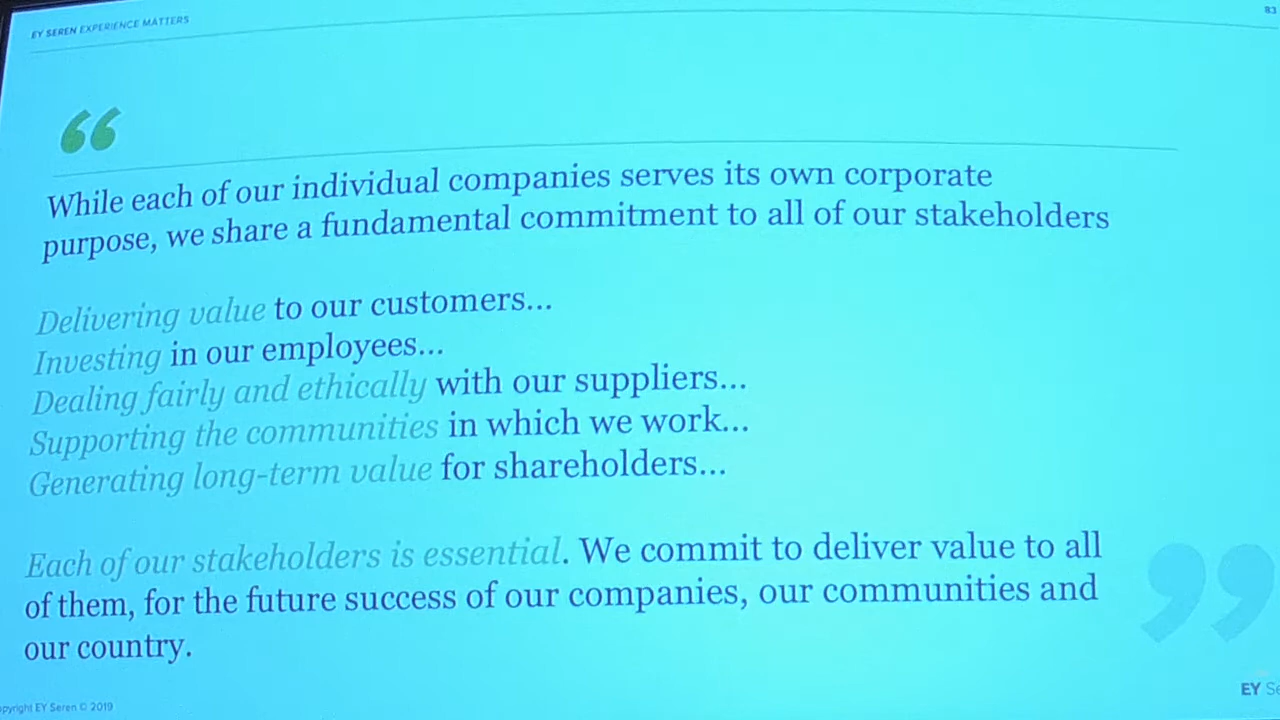 EY SEREN EXPERIENCE MATTERS
83
“
While each of our individual companies serves its own corporate
purpose, we share a fundamental commitment to all of our stakeholders
Delivering value to our customers...
Investing in our employees...
Dealing fairly and ethically with our suppliers...
Supporting the communities in which we work...
Generating long-term value for shareholders...
Each of our stakeholders is essential. We commit to deliver value to all
of them, for the future success of our companies, our communities and
our country.
”
EY Se
opyright EY Seren © 2019